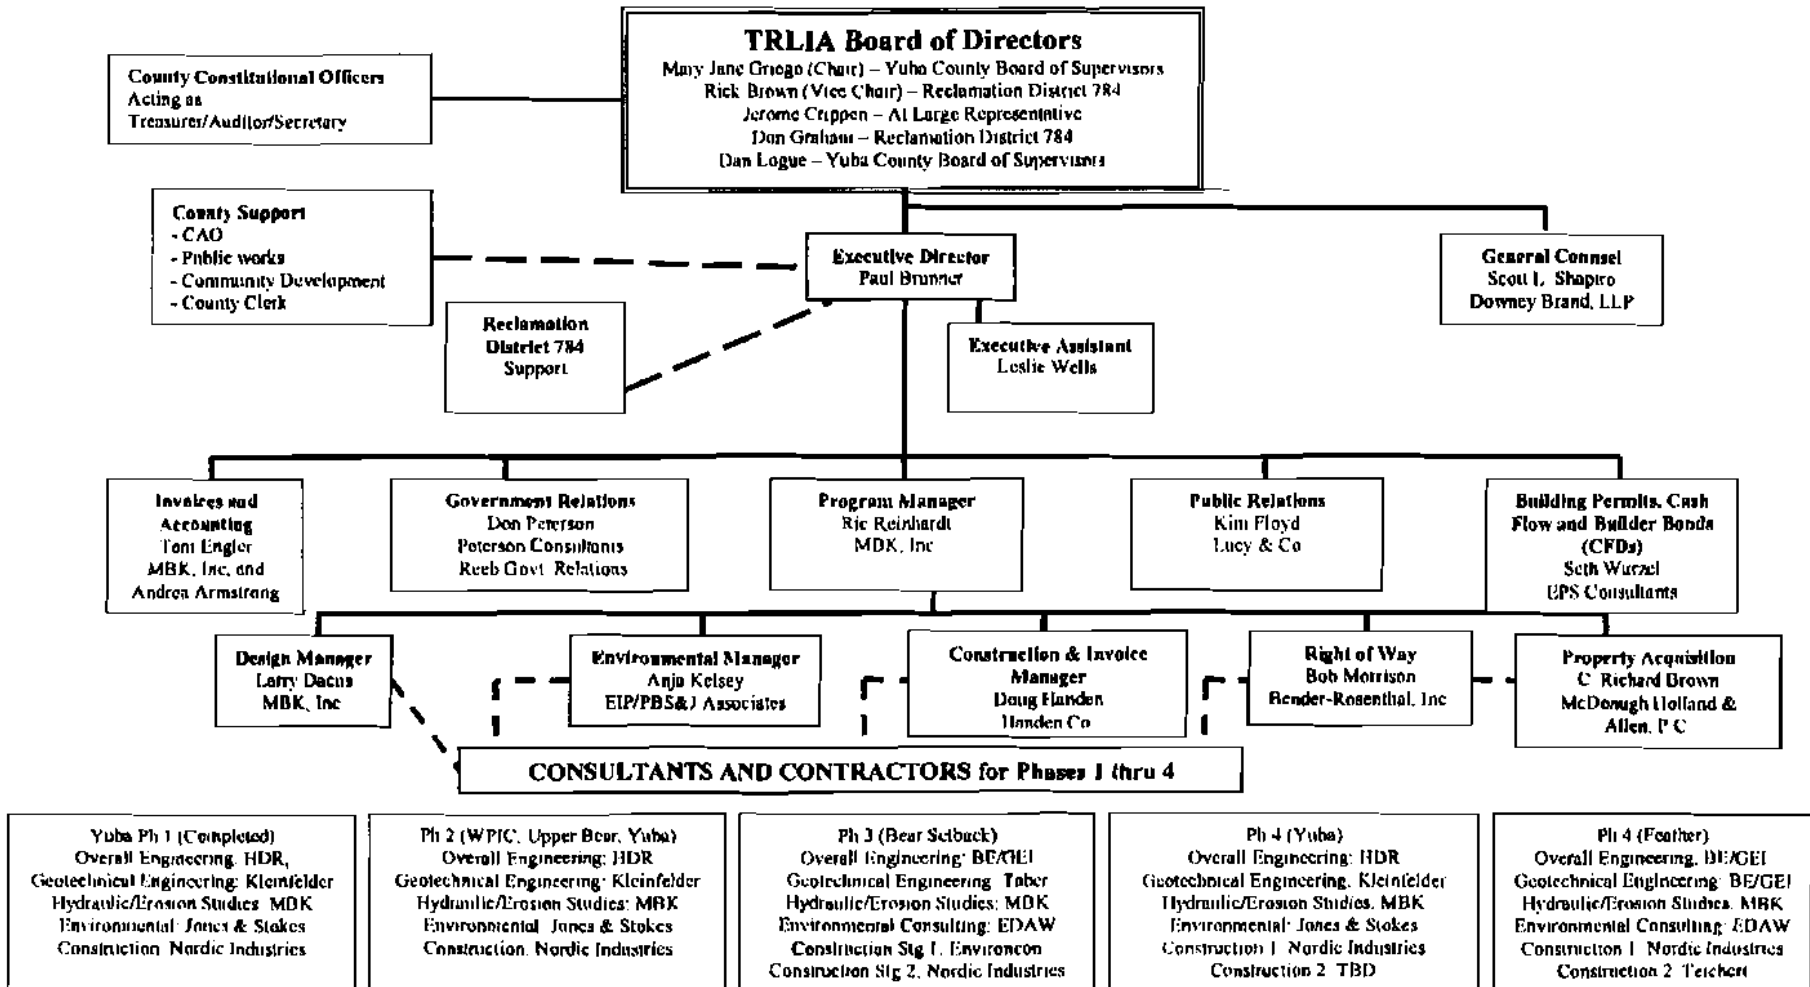 TRLIA Board of Directors
Mary Jane Griego (Chair) – Yuba County Board of Supervisors
Rick Brown (Vice Chair) – Reclamation District 784
Jerome Crippen – At Large Representative
Don Graham – Reclamation District 784
Dan Logue – Yuba County Board of Supervisors
County Constitutional Officers
Acting as
Treasurer/Auditor/Secretary
County Support
- CAO
- Public works
- Community Development
- County Clerk
Executive Director
Paul Brunner
General Counsel
Scott L. Shapiro
Downey Brand, LLP
Reclamation
District 784
Support
Executive Assistant
Leslie Wells
Invoices and
Accounting
Tom Engler
MBK, Inc, and
Andrea Armstrong
Government Relations
Don Peterson
Peterson Consultants
Reeb Govt Relations
Program Manager
Ric Reinhardt
MBK, Inc
Public Relations
Kim Floyd
Lucy & Co
Building Permits, Cash
Flow and Builder Bonds
(CFDs)
Seth Wurzel
EPS Consultants
Design Manager
Larry Dacus
MBK, Inc
Environmental Manager
Anja Kelsey
EIP/PBS&J Associates
Construction & Invoice
Manager
Doug Handen
Handen Co
Right of Way
Bob Morrison
Bender-Rosenthal, Inc
Property Acquisition
C. Richard Brown
McDonough Holland &
Allen, P C
CONSULTANTS AND CONTRACTORS for Phases 1 thru 4
Yuba Ph 1 (Completed)
Overall Engineering: HDR,
Geotechnical Engineering: Kleinfelder
Hydraulic/Erosion Studies: MBK
Environmental: Jones & Stokes
Construction: Nordic Industries
Ph 2 (WPIC, Upper Bear, Yuba)
Overall Engineering: HDR
Geotechnical Engineering: Kleinfelder
Hydraulic/Erosion Studies: MBK
Environmental: Jones & Stokes
Construction: Nordic Industries
Ph 3 (Bear Setback)
Overall Engineering: BE/GEI
Geotechnical Engineering: Taber
Hydraulic/Erosion Studies: MBK
Environmental Consulting: EDAW
Construction Stg 1, Environcon
Construction Stg 2, Nordic Industries
Ph 4 (Yuba)
Overall Engineering: HDR
Geotechnical Engineering: Kleinfelder
Hydraulic/Erosion Studies: MBK
Environmental: Jones & Stokes
Construction 1 Nordic Industries
Construction 2 TBD
Ph 4 (Feather)
Overall Engineering: BE/GEI
Geotechnical Engineering: BE/GEI
Hydraulic/Erosion Studies: MBK
Environmental Consulting: EDAW
Construction 1 Nordic Industries
Construction 2 Teichert